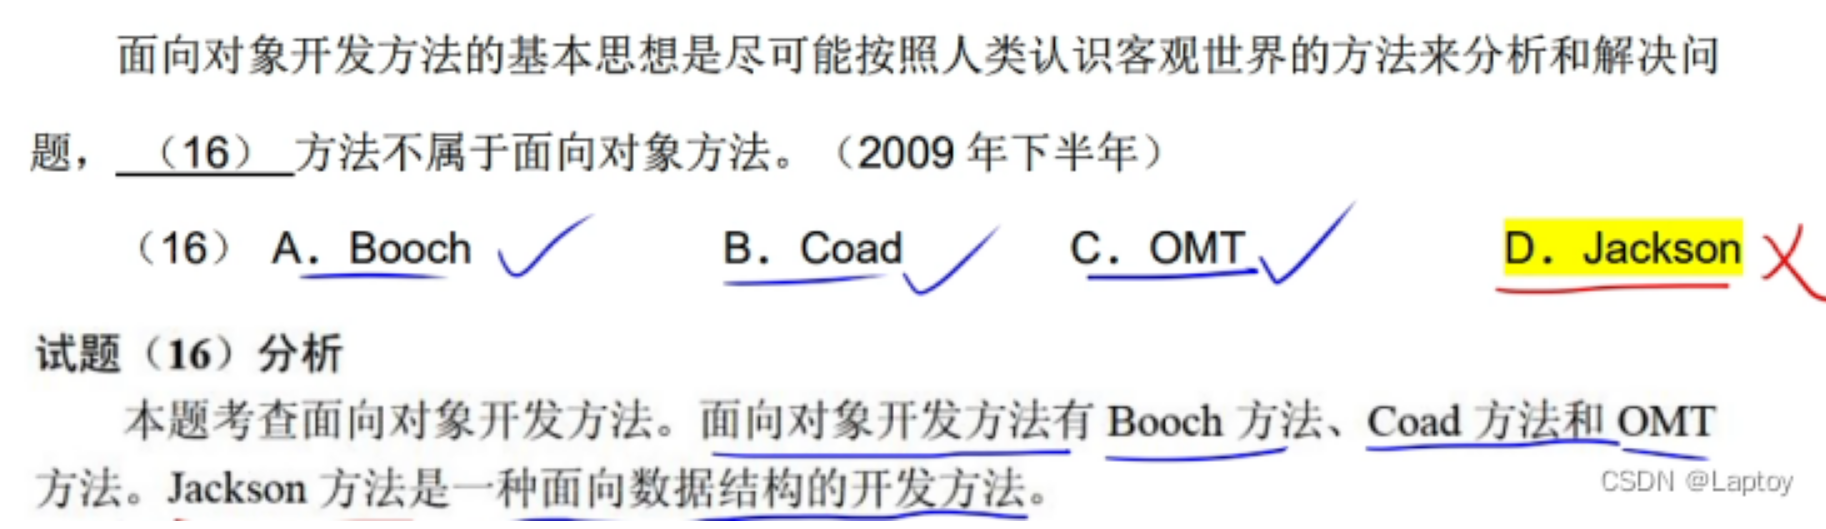 面向对象开发方法的基本思想是尽可能按照人类认识客观世界的方法来分析和解决问
题，（16）方法不属于面向对象方法。（2009 年下半年）
（16）A．Booch B．Coad C．OMT D．Jackson
试题（16）分析
本题考查面向对象开发方法。面向对象开发方法有 Booch 方法、Coad 方法和 OMT
方法。Jackson 方法是一种面向数据结构的开发方法。
CSDN @Laptoy